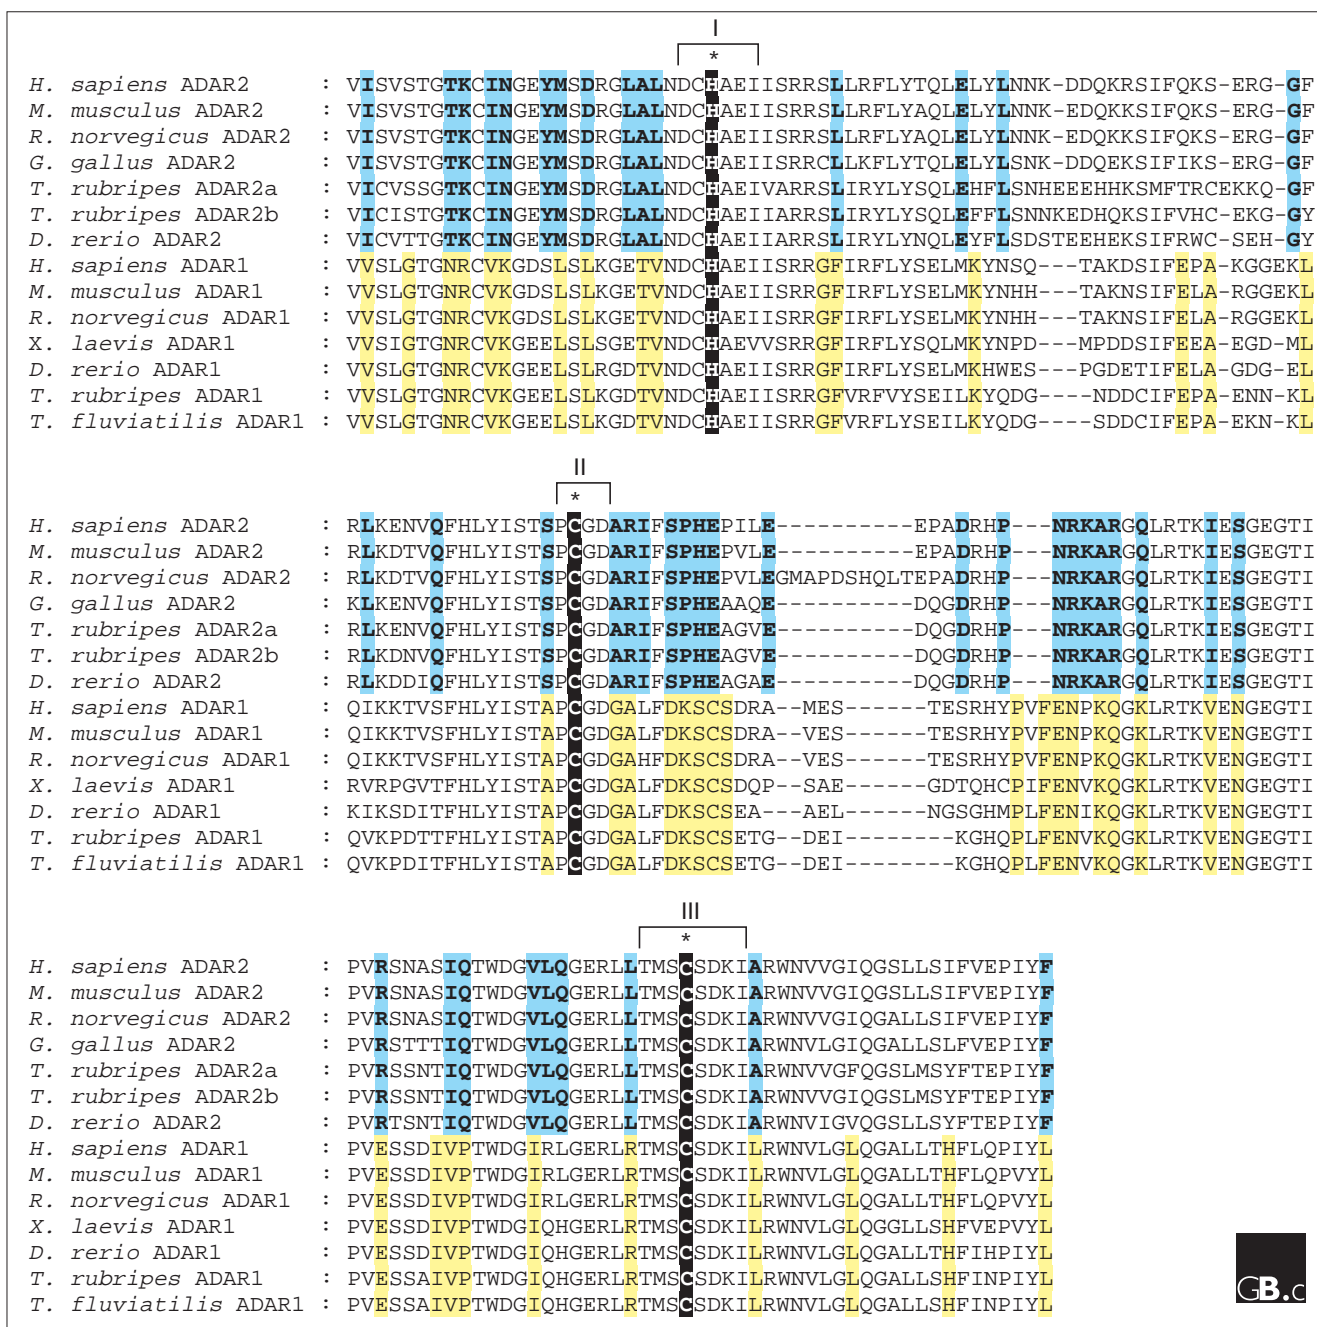 I
*
H. sapiens ADAR2 : VISVSTGTKCINGEYMSDRGLALNDCHAEIISRRSLLRFLYTQLELYLNNK-DDQKRSIFQKS-ERG-GF
M. musculus ADAR2 : VISVSTGTKCINGEYMSDRGLALNDCHAEIISRRSLLRFLYAQLELYLNNK-EDQKRSIFQKS-ERG-GF
R. norvegicus ADAR2 : VISVSTGTKCINGEYMSDRGLALNDCHAEIISRRSLLRFLYAQLELYLNNK-EDQKKSIFQKS-ERG-GF
G. gallus ADAR2 : VISVSTGTKCINGEYMSDRGLALNDCHAEIISRRCLLKFLYTQLELYLSNK-DDQEKSIFIKS-ERG-GF
T. rubripes ADAR2a : VICVSSGTKCINGEYMSDRGLALNDCHAEIVARRSLIRYLYSQLEHFLSNHEEEHHKSMFTRCEKKQ-GF
T. rubripes ADAR2b : VICISTGTKCINGEYMSDRGLALNDCHAEIIARRSLIRYLYSQLEFFLSNNKEDHQKSIFVHC-EKG-GY
D. rerio ADAR2 : VICVTTGTKCINGEYMSDRGLALNDCHAEIIARRSLIRYLYNQLEYFLSDSTEEHEKSIFRWC-SEH-GY
H. sapiens ADAR1 : VVSLGTGNRCVKGDSLSLKGETVNDCHAEIISRRGFIRFLYSELMKYNSQ---TAKDSIFEPA-KGGEKL
M. musculus ADAR1 : VVSLGTGNRCVKGDSLSLKGETVNDCHAEIISRRGFIRFLYSELMKYNHH---TAKNSIFELA-RGGEKL
R. norvegicus ADAR1 : VVSLGTGNRCVKGDSLSLKGETVNDCHAEIISRRGFIRFLYSELMKYNHH---TAKNSIFELA-RGGEKL
X. laevis ADAR1 : VVSIGTGNRCVKGEELSLSGETVNDCHAEVVSRRGFIRFLYSQLMKYNPD---MPDDSIFEEA-EGD-ML
D. rerio ADAR1 : VVSLGTGNRCVKGEELSLRGDTVNDCHAEIISRRGFIRFLYSELMKHWES---PGDETIFELA-GDG-EL
T. rubripes ADAR1 : VVSLGTGNRCVKGEELSLKGDTVNDCHAEIISRRGFVRFVYSEILKYQDG----NDDCIFEPA-ENN-KL
T. fluviatilis ADAR1 : VVSLGTGNRCVKGEELSLKGDTVNDCHAEIISRRGFVRFLYSEILKYQDG----SDDCIFEPA-EKN-KL
II
*
H. sapiens ADAR2 : RLKENVQFHLYISTSPCGDARIFSPHEPILE----------EPADRHP---NRKARGQLRTKIESGEGTI
M. musculus ADAR2 : RLKDTVQFHLYISTSPCGDARIFSPHEPVLE----------EPADRHP---NRKARGQLRTKIESGEGTI
R. norvegicus ADAR2 : RLKDTVQFHLYISTSPCGDARIFSPHEPVLEGMAPDSHQLTEPADRHP---NRKARGQLRTKIESGEGTI
G. gallus ADAR2 : KLKENVQFHLYISTSPCGDARIFSPHEAAQE----------DQGDRHP---NRKARGQLRTKIESGEGTI
T. rubripes ADAR2a : RLKENVQFHLYISTSPCGDARIFSPHEAGVE----------DQGDRHP---NRKARGQLRTKIESGEGTI
T. rubripes ADAR2b : RLKDNVQFHLYISTSPCGDARIFSPHEAGVE----------DQGDRHP---NRKARGQLRTKIESGEGTI
D. rerio ADAR2 : RLKDDIQFHLYISTSPCGDARIFSPHEAGAE----------DQGDRHP---NRKARGQLRTKIESGEGTI
H. sapiens ADAR1 : QIKKTVSFHLYISTAPCGDGALFDKSCSDRA--MES------TESRHYPVFENPKQGKLRTKVENGEGTI
M. musculus ADAR1 : QIKKTVSFHLYISTAPCGDGALFDKSCSDRA--VES------TESRHYPVFENPKQGKLRTKVENGEGTI
R. norvegicus ADAR1 : QIKKTVSFHLYISTAPCGDGAHFDKSCSDRA--VES------TESRHYPVFENPKQGKLRTKVENGEGTI
X. laevis ADAR1 : RVRPGVTFHLYISTAPCGDGALFDKSCSDQP--SAE------GDTQHCPIFENVKQGKLRTKVENGEGTI
D. rerio ADAR1 : KIKSDITFHLYISTAPCGDGALFDKSCSEA---AEL------NGSGHMPLFENIKQGKLRTKVENGEGTI
T. rubripes ADAR1 : QVKPDTTFHLYISTAPCGDGALFDKSCSETG--DEI--------KGHQPLFENVKQGKLRTKVENGEGTI
T. fluviatilis ADAR1 : QVKPDITFHLYISTAPCGDGALFDKSCSETG--DEI--------KGHQPLFENVKQGKLRTKVENGEGTI
III
*
H. sapiens ADAR2 : PVRSNASIQTWDGVLQGERLLTMSCSDKIARWNVVGIQGSLLSIFVEPIYF
M. musculus ADAR2 : PVRSNASIQTWDGVLQGERLLTMSCSDKIARWNVVGIQGSLLSIFVEPIYF
R. norvegicus ADAR2 : PVRSNASIQTWDGVLQGERLLTMSCSDKIARWNVVGIQGSLLSIFVEPIYF
G. gallus ADAR2 : PVRSTTTIQTWDGVLQGERLLTMSCSDKIARWNVLGIQGALLSLFVEPIYF
T. rubripes ADAR2a : PVRSSNTIQTWDGVLQGERLLTMSCSDKIARWNVVGFQGSLMSYFTEPIYF
T. rubripes ADAR2b : PVRSSNTIQTWDGVLQGERLLTMSCSDKIARWNVVGIQGSLMSYFTEPIYF
D. rerio ADAR2 : PVRTSNTIQTWDGVLQGERLLTMSCSDKIARWNVIGVQGSLLSYFTEPIYF
H. sapiens ADAR1 : PVESSDIVPTWDGIRLGERLRTMSCSDKILRWNVLGLQGALLTHFLQPIYL
M. musculus ADAR1 : PVESSDIVPTWDGIRLGERLRTMSCSDKILRWNVLGLQGALLTHFLQPVYL
R. norvegicus ADAR1 : PVESSDIVPTWDGIRLGERLRTMSCSDKILRWNVLGLQGALLTHFLQPVYL
X. laevis ADAR1 : PVESSDIVPTWDGIQHGERLRTMSCSDKILRWNVLGLQGGLLSHFVEPVYL
D. rerio ADAR1 : PVESSDIVPTWDGIQHGERLRTMSCSDKILRWNVLGLQGALLTHFIHPIYL
T. rubripes ADAR1 : PVESSAIVPTWDGIQHGERLRTMSCSDKILRWNVLGLQGALLSHFINPIYL
T. fluviatilis ADAR1 : PVESSAIVPTWDGIQHGERLRTMSCSDKILRWNVLGLQGALLSHFINPIYL
GB.c